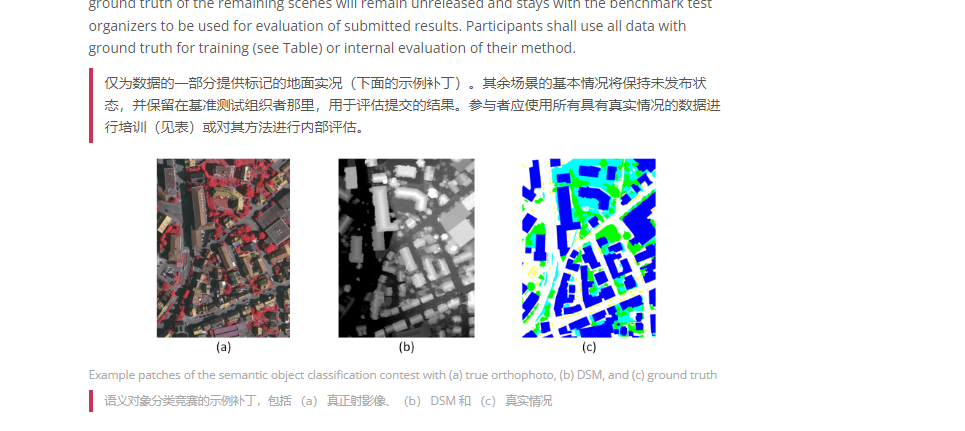 ground truth of the remaining scenes will remain unreleased and stays with the benchmark test
organizers to be used for evaluation of submitted results. Participants shall use all data with
ground truth for training (see Table) or internal evaluation of their method.
仅为数据的一部分提供标记的地面实况（下面的示例补丁）。其余场景的基本情况将保持未发布状
态，并保留在基准测试组织者那里，用于评估提交的结果。参与者应使用所有具有真实情况的数据进
行培训（见表）或对其方法进行内部评估。
(a) (b) (c)
Example patches of the semantic object classification contest with (a) true orthophoto, (b) DSM, and (c) ground truth
语义对象分类竞赛的示例补丁，包括 （a） 真正射影像、 （b） DSM 和 （c） 真实情况